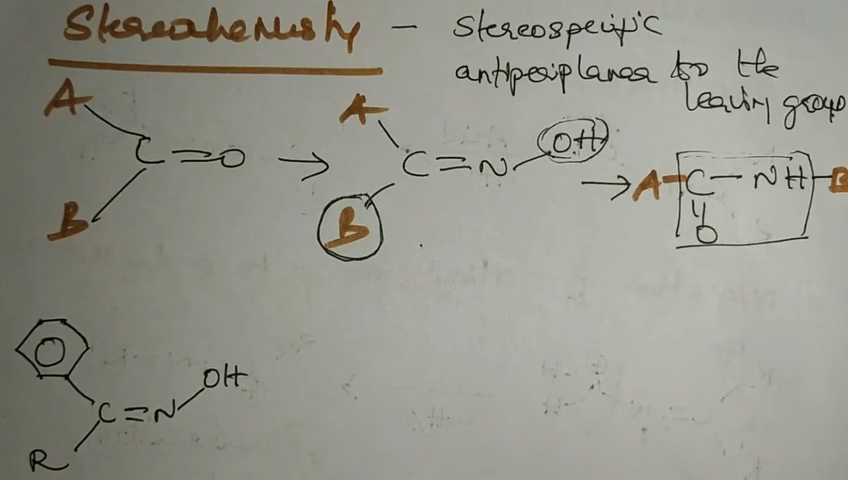 Stereochemistry - stereospecific
antiperiplanar to the
leaving group
A
B
C=O
→
A
B
C=N
OH
→ A-C-NH-B
O
C=N
OH
R